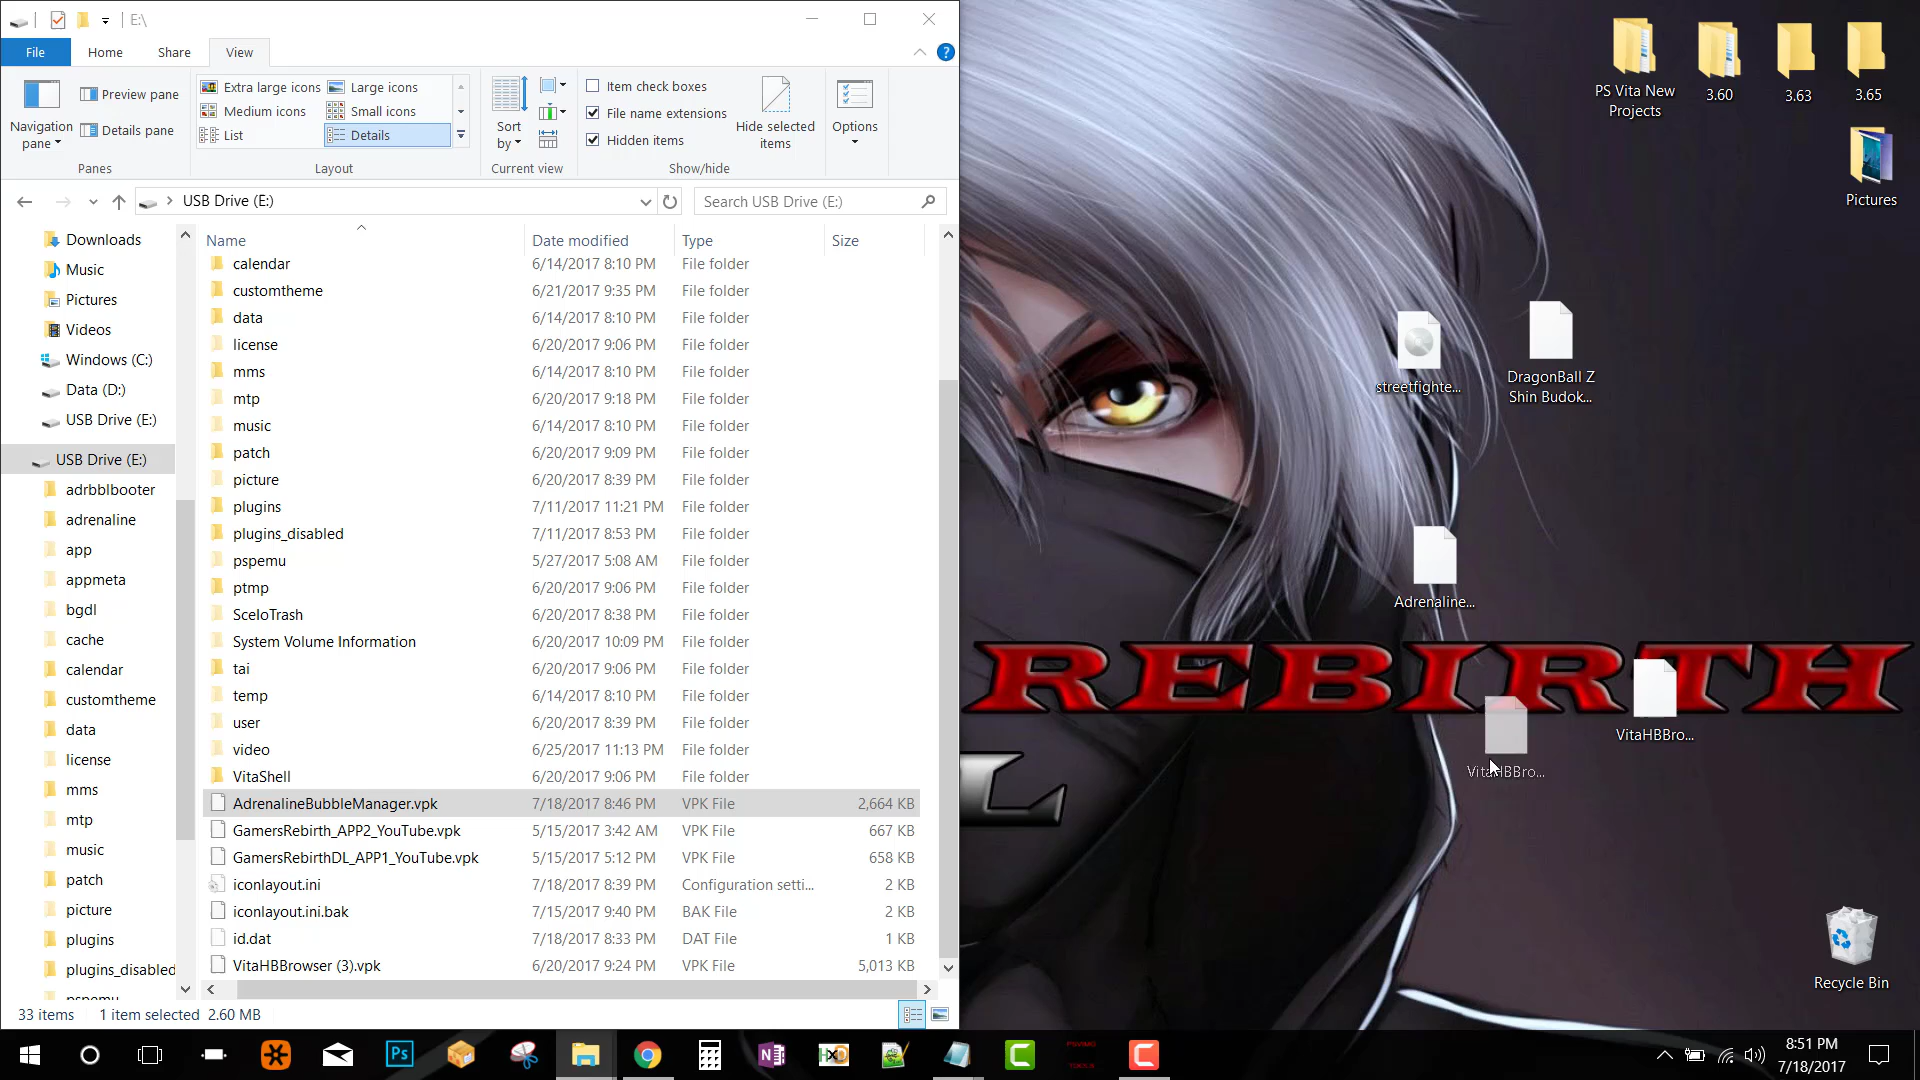 E:\
File
Home
Share
View
Navigation pane
Preview pane
Details pane
Panes
Extra large icons
Large icons
Medium icons
Small icons
List
Details
Layout
Sort by
Current view
Item check boxes
File name extensions
Hidden items
Hide selected items
Show/hide
Options
USB Drive (E:)
Search USB Drive (E:)
Downloads
Music
Pictures
Videos
Windows (C:)
Data (D:)
USB Drive (E:)
USB Drive (E:)
adrbblbooter
adrenaline
app
appmeta
bgdl
cache
calendar
customtheme
data
license
mms
mtp
music
patch
picture
plugins
plugins_disabled
pspemu
Name Date modified Type Size
calendar 6/14/2017 8:10 PM File folder
customtheme 6/21/2017 9:35 PM File folder
data 6/14/2017 8:10 PM File folder
license 6/20/2017 9:06 PM File folder
mms 6/14/2017 8:10 PM File folder
mtp 6/20/2017 9:18 PM File folder
music 6/14/2017 8:10 PM File folder
patch 6/20/2017 9:09 PM File folder
picture 6/20/2017 8:39 PM File folder
plugins 7/11/2017 11:21 PM File folder
plugins_disabled 7/11/2017 8:53 PM File folder
pspemu 5/27/2017 5:08 AM File folder
ptmp 6/20/2017 9:06 PM File folder
SceIoTrash 6/20/2017 8:38 PM File folder
System Volume Information 6/20/2017 10:09 PM File folder
tai 6/20/2017 9:06 PM File folder
temp 6/14/2017 8:10 PM File folder
user 6/20/2017 8:39 PM File folder
video 6/25/2017 11:13 PM File folder
VitaShell 6/20/2017 9:06 PM File folder
AdrenalineBubbleManager.vpk 7/18/2017 8:46 PM VPK File 2,664 KB
GamersRebirth_APP2_YouTube.vpk 5/15/2017 3:42 AM VPK File 667 KB
GamersRebirthDL_APP1_YouTube.vpk 5/15/2017 5:12 PM VPK File 658 KB
iconlayout.ini 7/18/2017 8:39 PM Configuration setti... 2 KB
iconlayout.ini.bak 7/15/2017 9:40 PM BAK File 2 KB
id.dat 7/18/2017 8:33 PM DAT File 1 KB
VitaHBBrowser (3).vpk 6/20/2017 9:24 PM VPK File 5,013 KB
33 items 1 item selected 2.60 MB
PS Vita New
Projects
3.60
3.63
3.65
Pictures
streetfighte...
DragonBall Z
Shin Budok...
Adrenaline...
REBIRTH
VitaHBBro...
VitaHBBro...
L
Recycle Bin
Ps
N
HXD
8:51 PM
7/18/2017